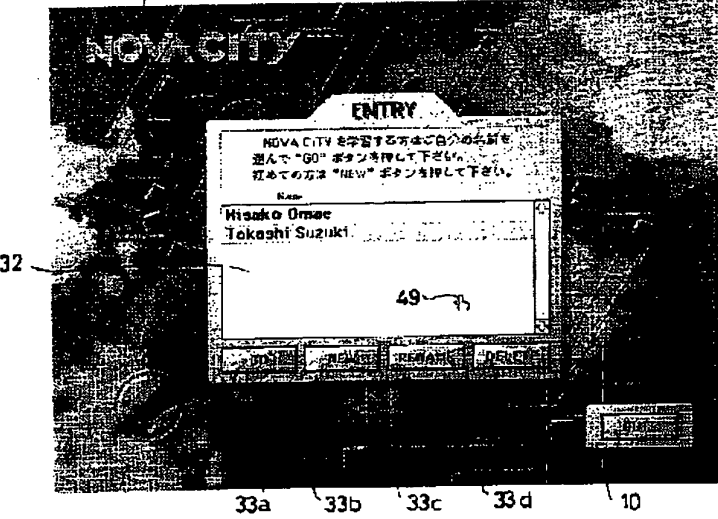 NOVACITY
ENTRY
NOVA CITY を学習する方はご自分の名前を
選んで "GO" ボタンを押して下さい。
初めての方は "NEW" ボタンを押して下さい。
Name
Hisako Omae
Takashi Suzuki
32
49
GO
NEW
RENAME
DELETE
33a
33b
33c
33d
10